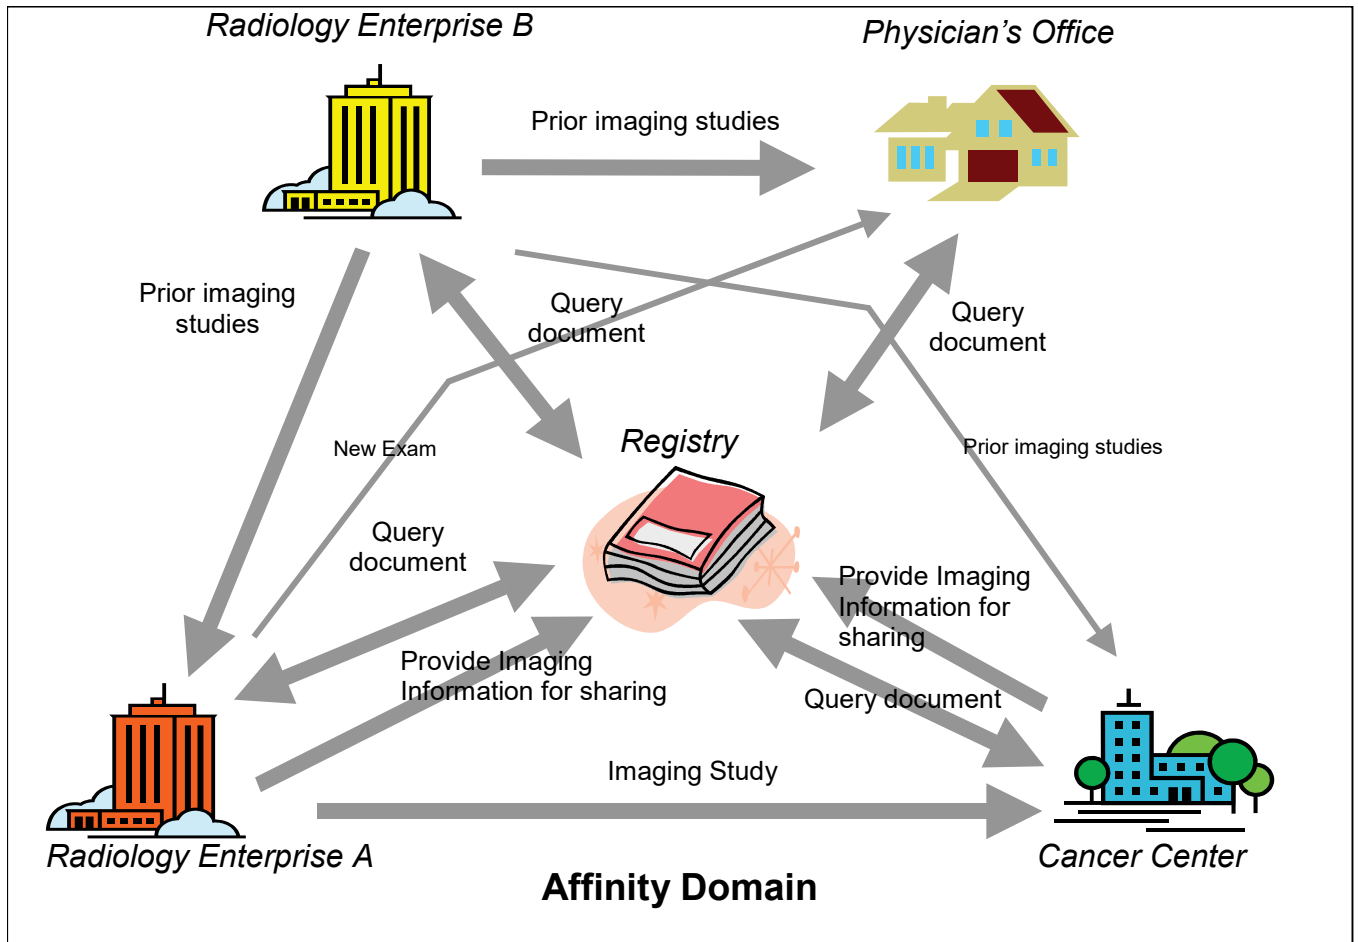 Radiology Enterprise B
Physician's Office
Prior imaging studies
Prior imaging
studies
Query
document
Query
document
New Exam
Registry
Prior imaging studies
Query
document
Provide Imaging
Information for
sharing
Provide Imaging
Information for sharing
Query document
Imaging Study
Radiology Enterprise A
Cancer Center
Affinity Domain